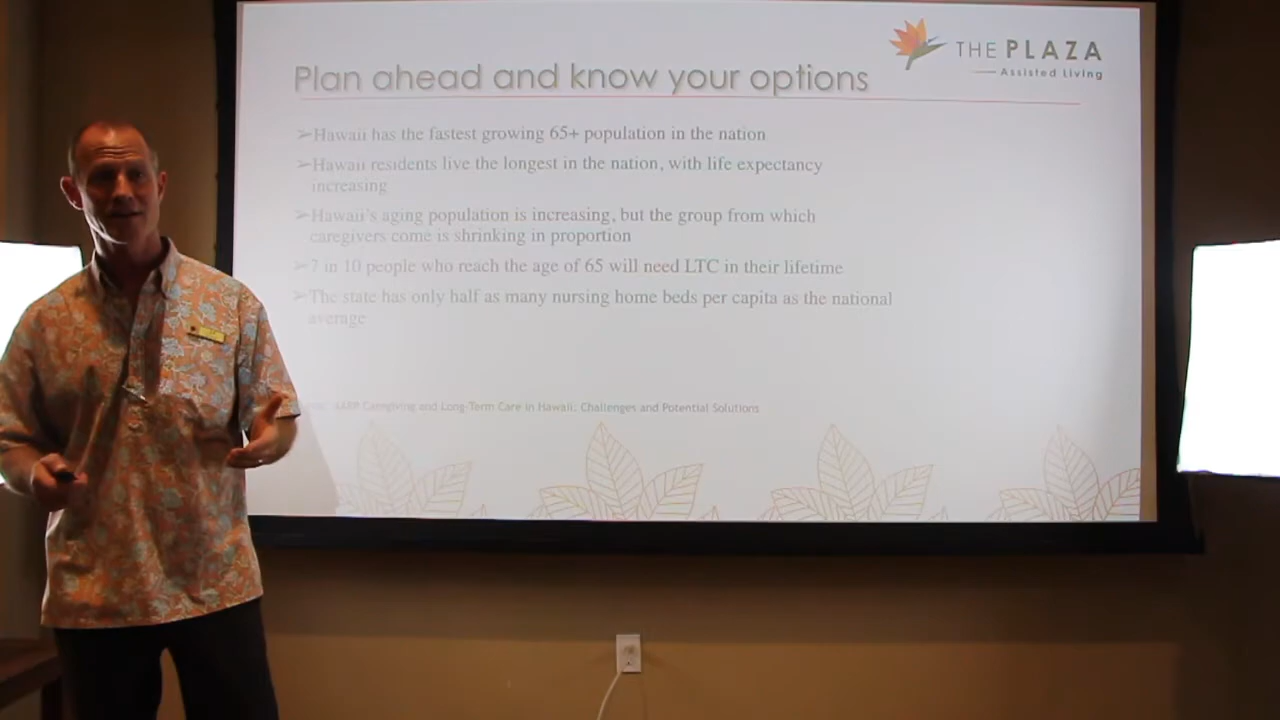 THE PLAZA
Assisted Living
Plan ahead and know your options
➢Hawaii has the fastest growing 65+ population in the nation
➢Hawaii residents live the longest in the nation, with life expectancy
increasing
➢Hawaii's aging population is increasing, but the group from which
caregivers come is shrinking in proportion
➢7 in 10 people who reach the age of 65 will need LTC in their lifetime
➢The state has only half as many nursing home beds per capita as the national
average
AARP Caregiving and Long-Term Care in Hawaii: Challenges and Potential Solutions